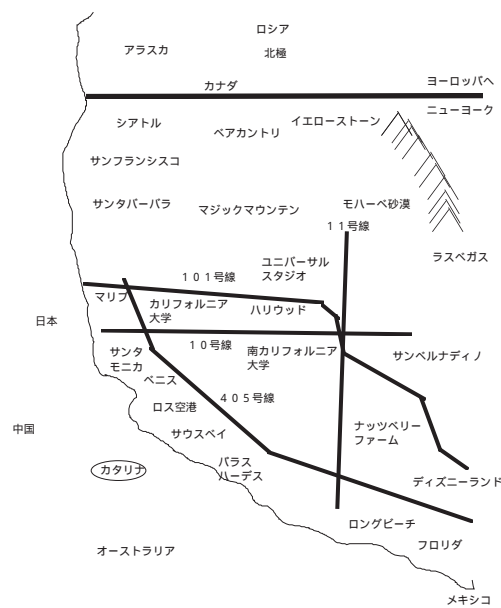 ロシア
アラスカ
北極
カナダ
ヨーロッパへ
ニューヨーク
シアトル
ベアカントリ
イエローストーン
サンフランシスコ
サンタバーバラ
マジックマウンテン
モハーベ砂漠
１１号線
ラスベガス
ユニバーサル
スタジオ
１０１号線
マリブ
カリフォルニア
大学
ハリウッド
日本
１０号線
サンタ
モニカ
南カリフォルニア
大学
サンベルナディノ
ベニス
ロス空港
４０５号線
中国
サウスベイ
ナッツベリー
ファーム
パラス
ハーデス
カタリナ
ディズニーランド
ロングビーチ
フロリダ
オーストラリア
メキシコ